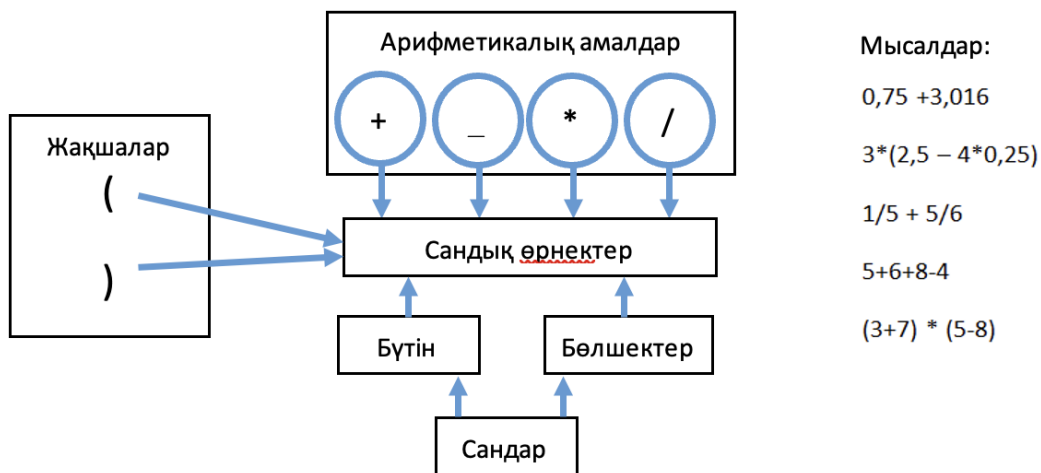 Арифметикалық амалдар
+ _ * /
Жақшалар
(
)
Сандық өрнектер
Бүтін
Бөлшектер
Сандар
Мысалдар:
0,75 +3,016
3*(2,5 – 4*0,25)
1/5 + 5/6
5+6+8-4
(3+7) * (5-8)